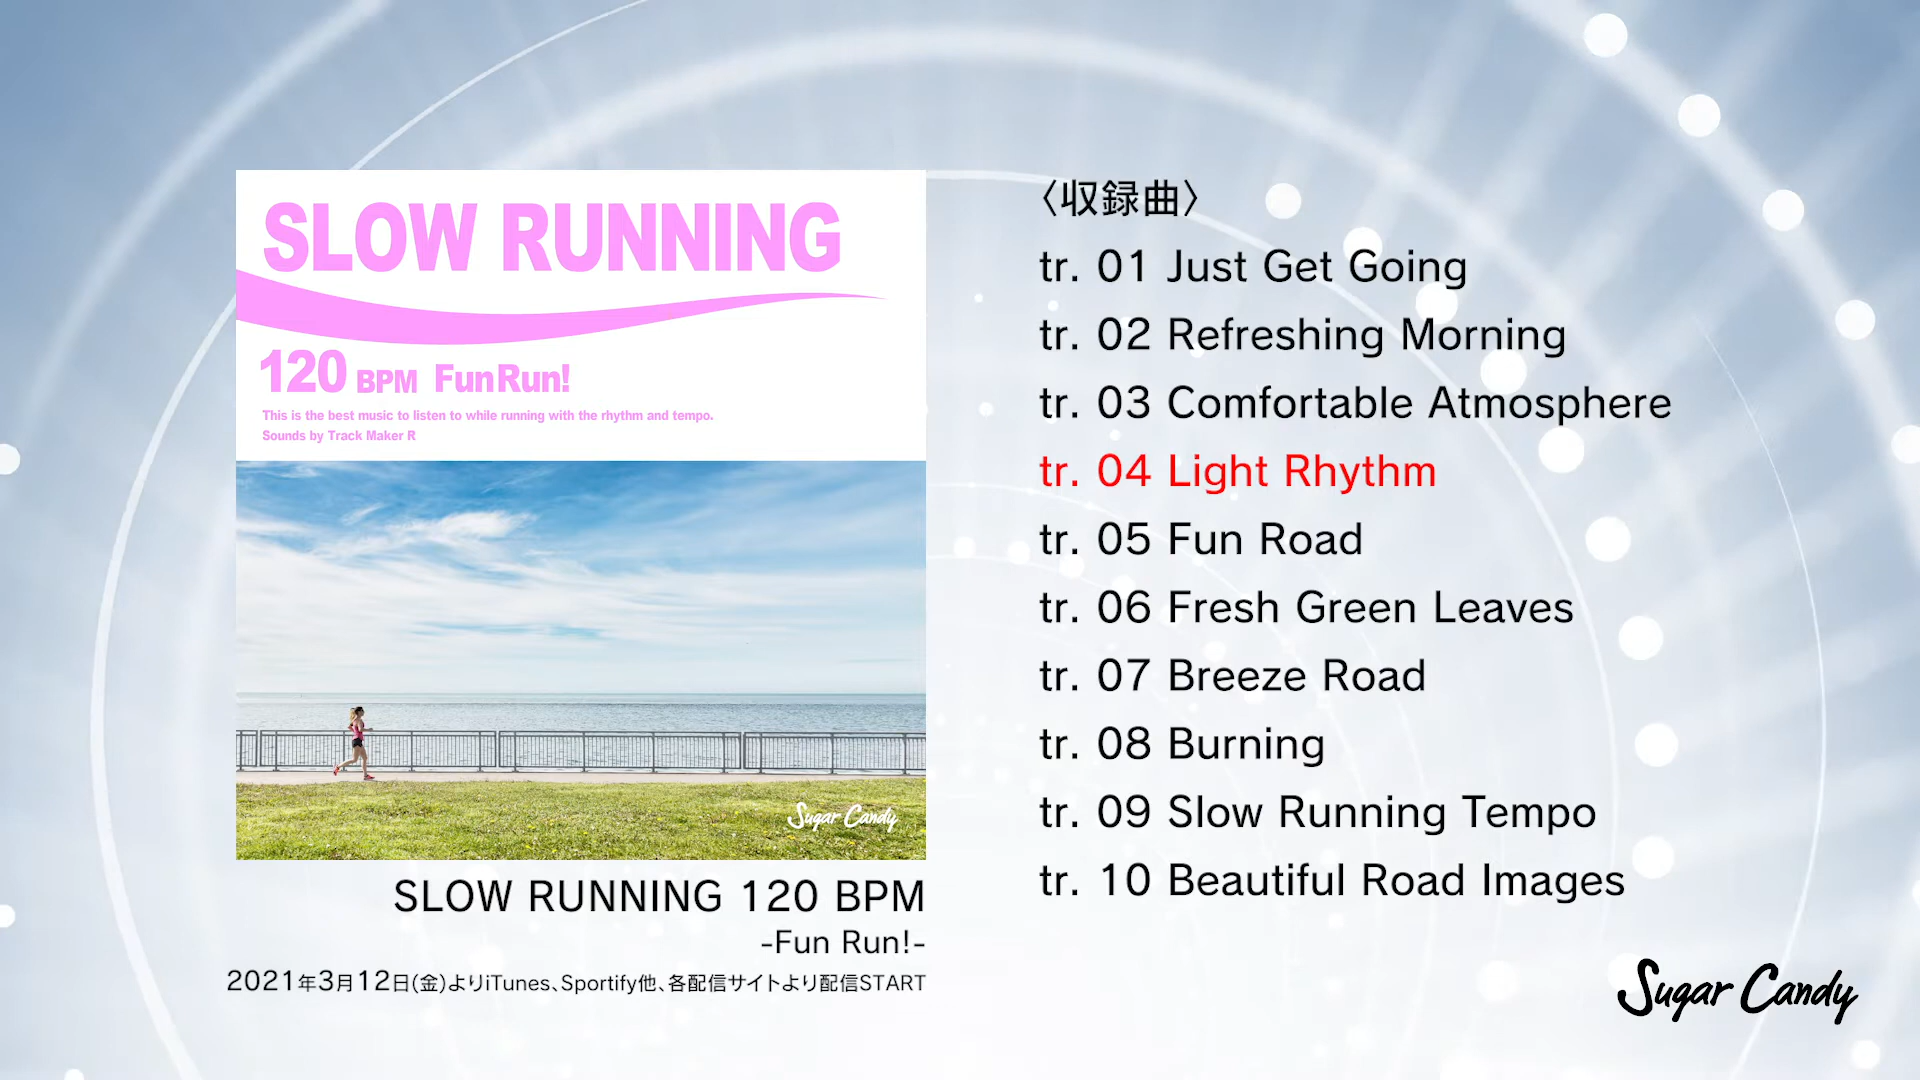 SLOW RUNNING
120 BPM FunRun!
This is the best music to listen to while running with the rhythm and tempo.
Sounds by Track Maker R
Sugar Candy
SLOW RUNNING 120 BPM
-Fun Run!-
2021年3月12日(金)よりiTunes、Sportify他、各配信サイトより配信START
〈収録曲〉
tr. 01 Just Get Going
tr. 02 Refreshing Morning
tr. 03 Comfortable Atmosphere
tr. 04 Light Rhythm
tr. 05 Fun Road
tr. 06 Fresh Green Leaves
tr. 07 Breeze Road
tr. 08 Burning
tr. 09 Slow Running Tempo
tr. 10 Beautiful Road Images
Sugar Candy